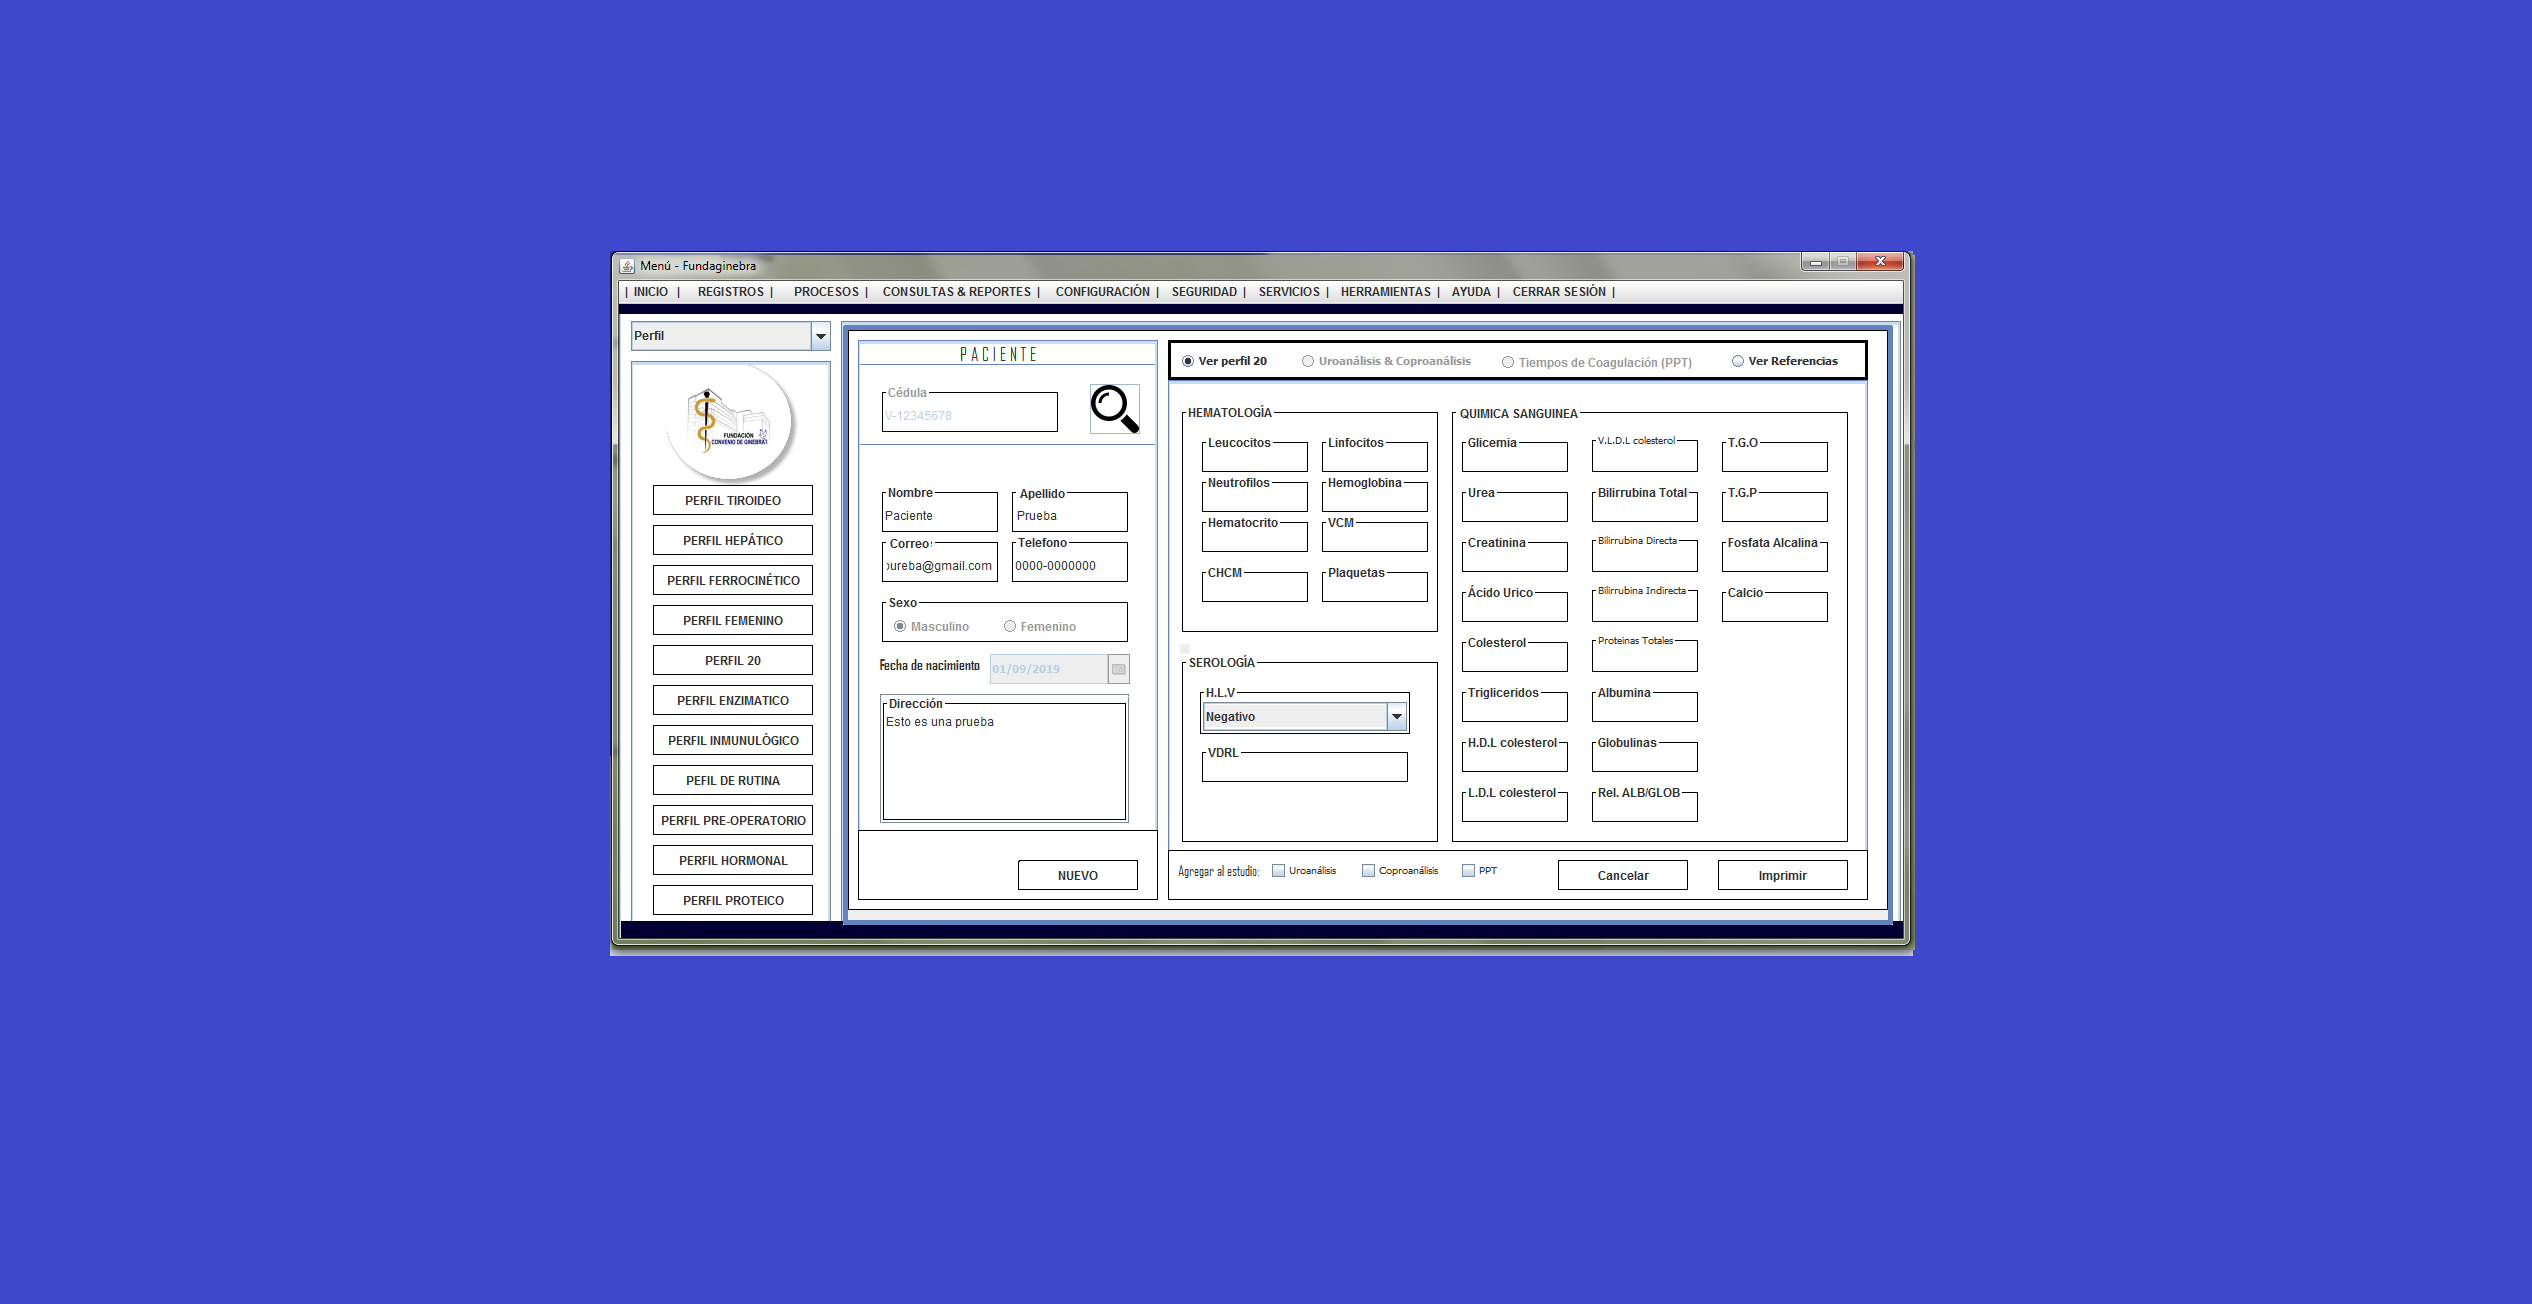 Menú - Fundaginebra
| INICIO | REGISTROS | PROCESOS | CONSULTAS & REPORTES | CONFIGURACIÓN | SEGURIDAD | SERVICIOS | HERRAMIENTAS | AYUDA | CERRAR SESIÓN |
Perfil
FUNDACIÓN
CONVENIO DE GINEBRA
PERFIL TIROIDEO
PERFIL HEPÁTICO
PERFIL FERROCINÉTICO
PERFIL FEMENINO
PERFIL 20
PERFIL ENZIMATICO
PERFIL INMUNULÓGICO
PEFIL DE RUTINA
PERFIL PRE-OPERATORIO
PERFIL HORMONAL
PERFIL PROTEICO
PACIENTE
Cédula
V-12345678
Nombre Apellido
Paciente Prueba
Correo: Telefono
ureba@gmail.com 0000-0000000
Sexo
Masculino Femenino
Fecha de nacimiento 01/09/2019
Dirección
Esto es una prueba
NUEVO
Ver perfil 20 Uroanálisis & Coproanálisis Tiempos de Coagulación (PPT) Ver Referencias
HEMATOLOGÍA
Leucocitos Linfocitos
Neutrofilos Hemoglobina
Hematocrito VCM
CHCM Plaquetas
SEROLOGÍA
H.L.V
Negativo
VDRL
QUIMICA SANGUINEA
Glicemia V.L.D.L colesterol T.G.O
Urea Bilirrubina Total T.G.P
Creatinina Bilirrubina Directa Fosfata Alcalina
Ácido Urico Bilirrubina Indirecta Calcio
Colesterol Proteinas Totales
Trigliceridos Albumina
H.D.L colesterol Globulinas
L.D.L colesterol Rel. ALB/GLOB
Agregar al estudio: Uroanálisis Coproanálisis PPT Cancelar Imprimir